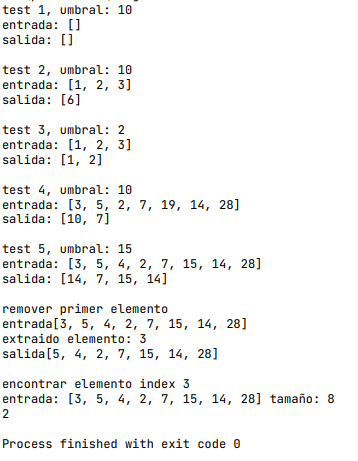 test 1, umbral: 10
entrada: []
salida: []
test 2, umbral: 10
entrada: [1, 2, 3]
salida: [6]
test 3, umbral: 2
entrada: [1, 2, 3]
salida: [1, 2]
test 4, umbral: 10
entrada: [3, 5, 2, 7, 19, 14, 28]
salida: [10, 7]
test 5, umbral: 15
entrada: [3, 5, 4, 2, 7, 15, 14, 28]
salida: [14, 7, 15, 14]
remover primer elemento
entrada[3, 5, 4, 2, 7, 15, 14, 28]
extraido elemento: 3
salida[5, 4, 2, 7, 15, 14, 28]
encontrar elemento index 3
entrada: [3, 5, 4, 2, 7, 15, 14, 28] tamaño: 8
2
Process finished with exit code 0